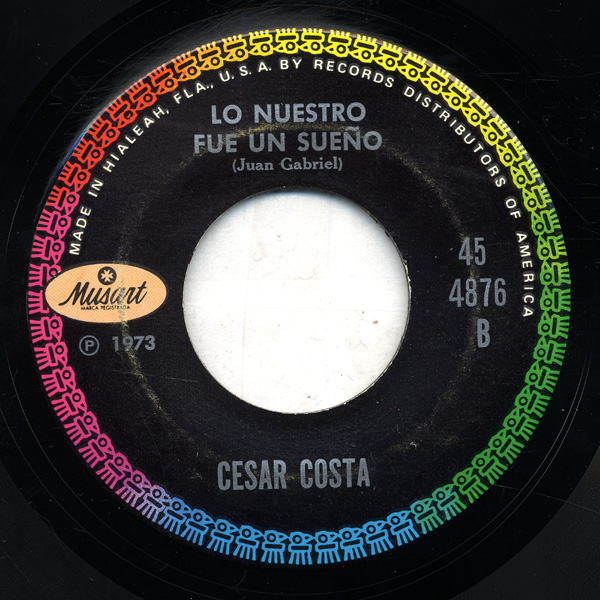 MADE IN HIALEAH, FLA., U.S.A. BY RECORDS DISTRIBUTORS OF AMERICA
LO NUESTRO
FUE UN SUEÑO
(Juan Gabriel)
45
4876
B
Musart
MARCA REGISTRADA
Ⓟ 1973
CESAR COSTA